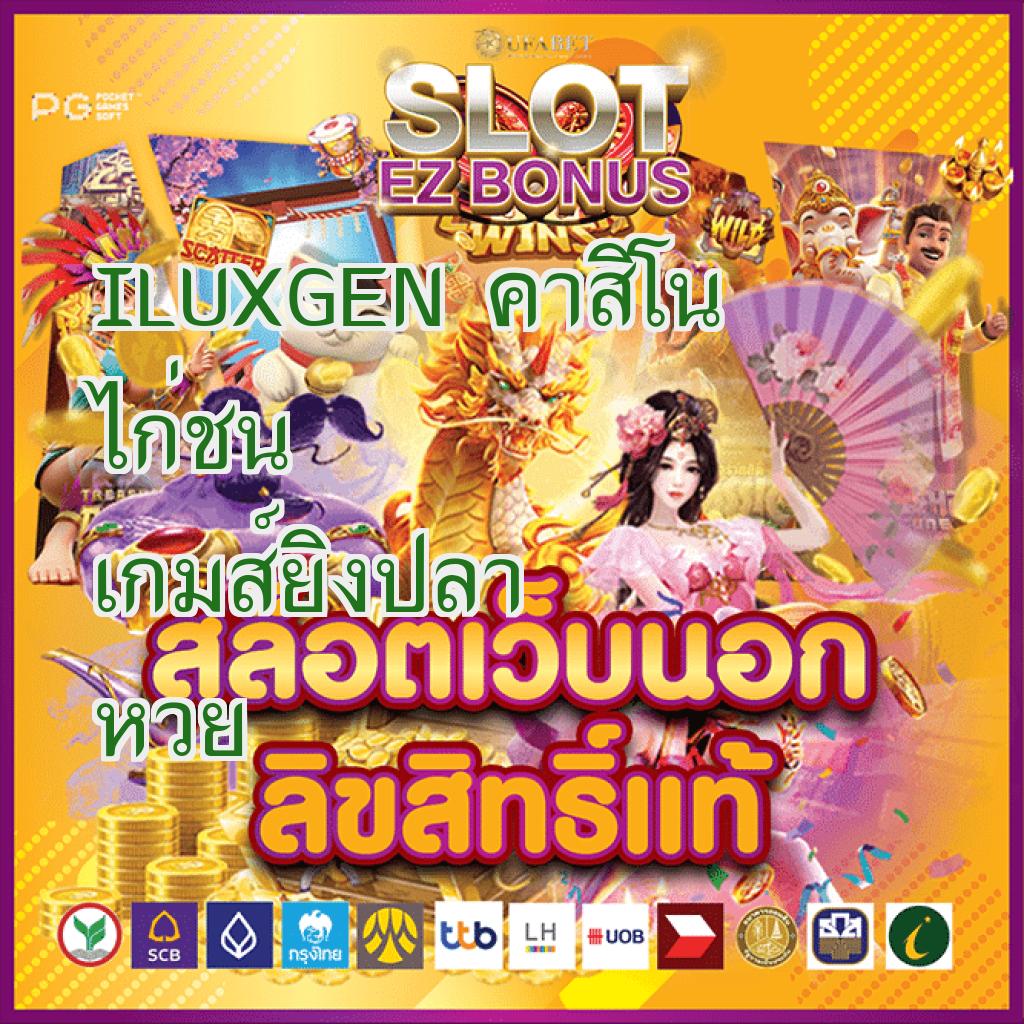 UFABET
SLOT
EZ BONUS
PG POCKET GAMES SOFT
WINS
WILD
SCATTER
ILUXGEN คาสิโน
ไก่ชน
เกมส์ยิงปลา
สล็อตเว็บนอก
หวย
ลิขสิทธิ์แท้
SCB
กรุงไทย
ttb
LH
UOB